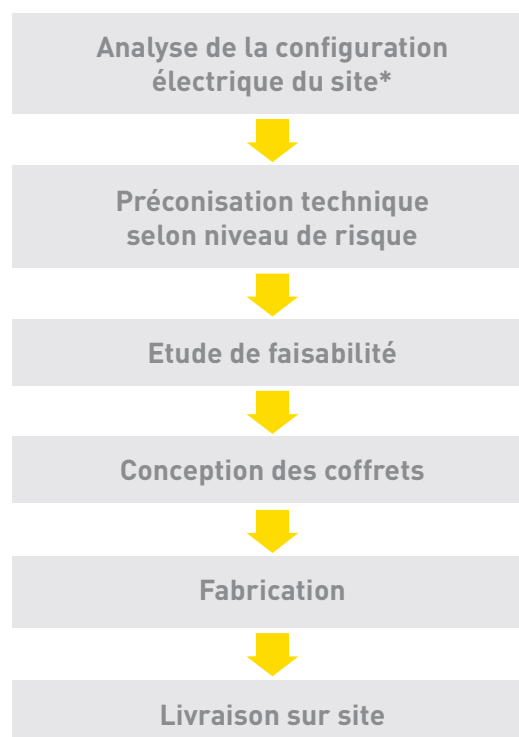 Analyse de la configuration
électrique du site*
Préconisation technique
selon niveau de risque
Etude de faisabilité
Conception des coffrets
Fabrication
Livraison sur site